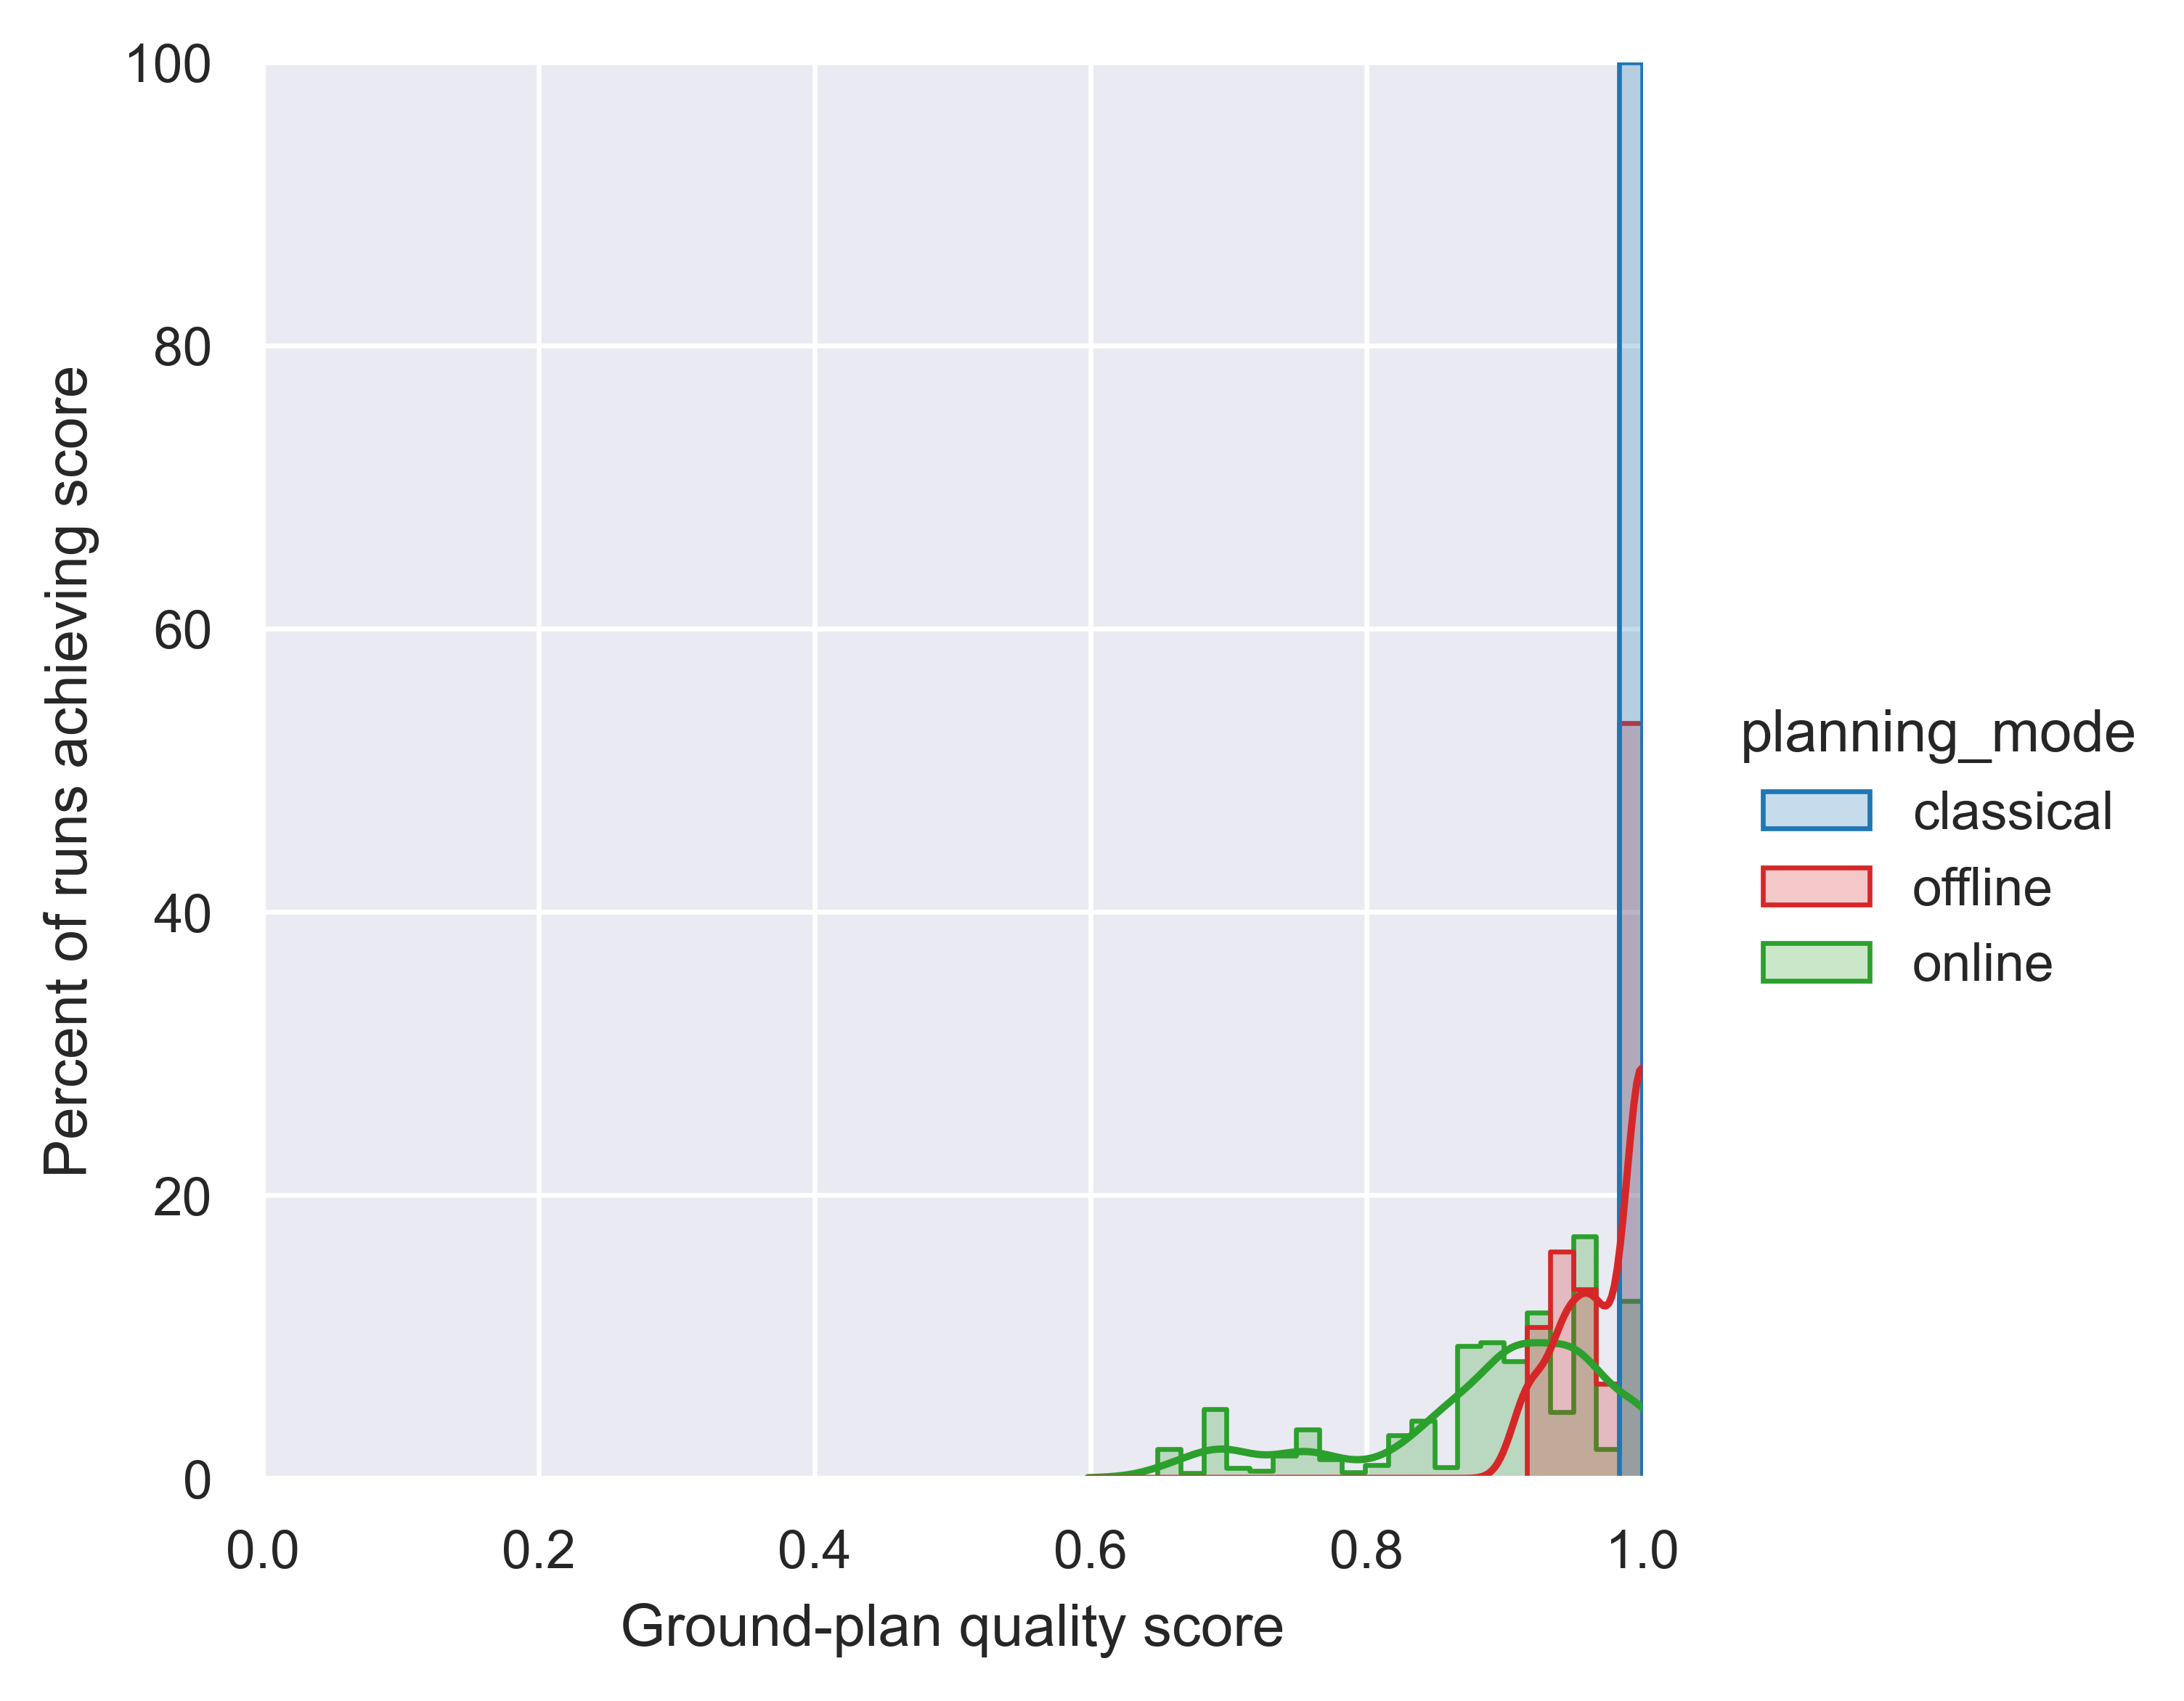 100
80
60
40
20
0
Percent of runs achieving score
0.0 0.2 0.4 0.6 0.8 1.0
Ground-plan quality score
planning_mode
classical
offline
online